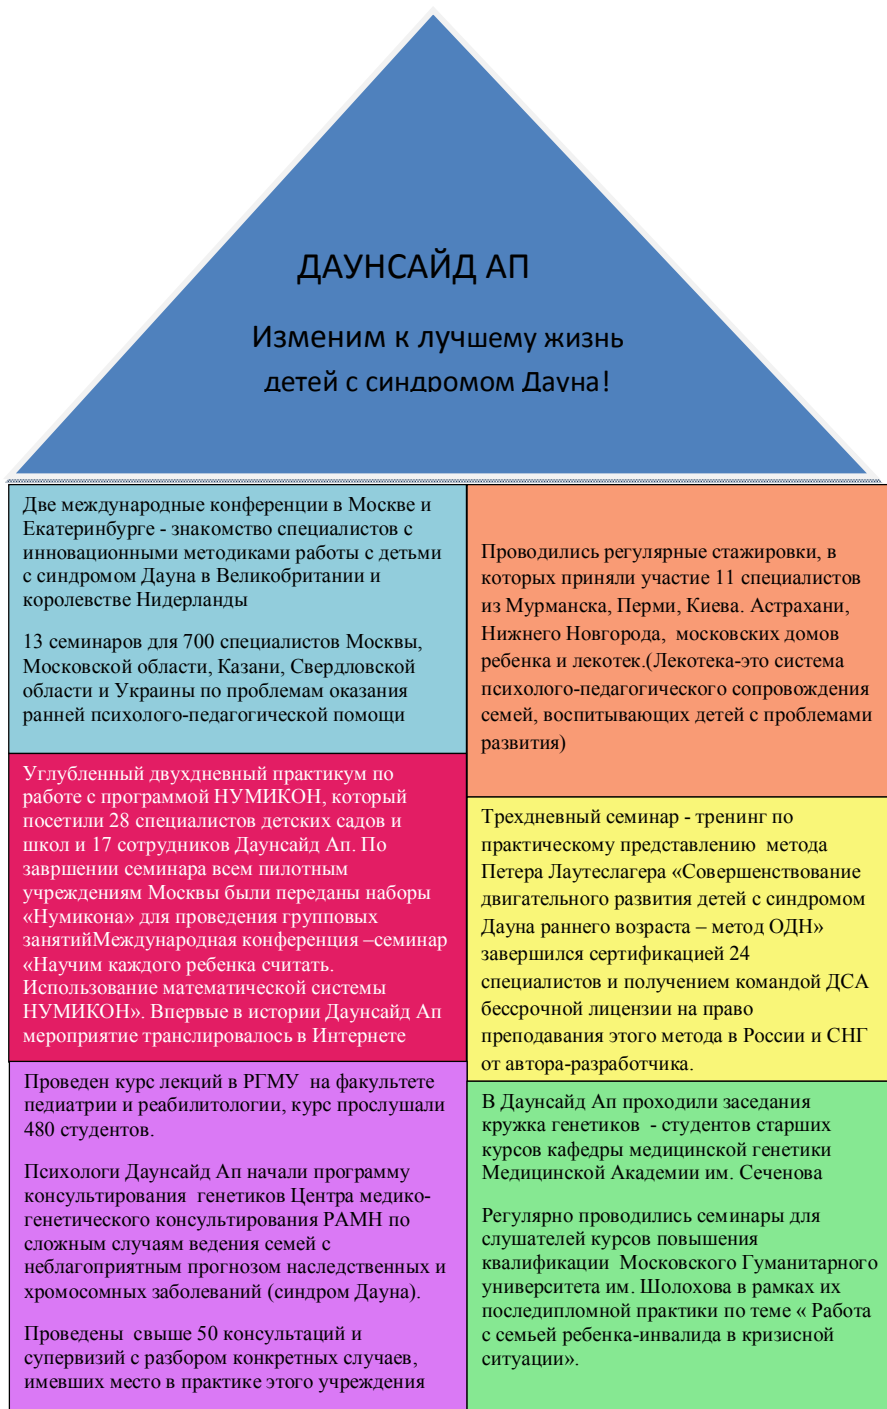 ДАУНСАЙД АП
Изменим к лучшему жизнь
детей с синдромом Дауна!
Две международные конференции в Москве и
Екатеринбурге - знакомство специалистов с
инновационными методиками работы с детьми
с синдромом Дауна в Великобритании и
королевстве Нидерланды
13 семинаров для 700 специалистов Москвы,
Московской области, Казани, Свердловской
области и Украины по проблемам оказания
ранней психолого-педагогической помощи
Проводились регулярные стажировки, в
которых приняли участие 11 специалистов
из Мурманска, Перми, Киева. Астрахани,
Нижнего Новгорода, московских домов
ребенка и лекотек.(Лекотека-это система
психолого-педагогического сопровождения
семей, воспитывающих детей с проблемами
развития)
Углубленный двухдневный практикум по
работе с программой НУМИКОН, который
посетили 28 специалистов детских садов и
школ и 17 сотрудников Даунсайд Ап. По
завршении семинара всем пилотным
учреждениям Москвы были переданы наборы
«Нумикона» для проведения групповых
занятийМеждународная конференция –семинар
«Научим каждого ребенка считать.
Использование математической системы
НУМИКОН». Впервые в истории Даунсайд Ап
мероприятие транслировалось в Интернете
Трехдневный семинар - тренинг по
практическому представлению метода
Петера Лаутеслагера «Совершенствование
двигательного развития детей с синдромом
Дауна раннего возраста – метод ОДН»
завершился сертификацией 24
специалистов и получением командой ДСА
бессрочной лицензии на право
преподавания этого метода в России и СНГ
от автора-разработчика.
Проведен курс лекций в РГМУ на факультете
педиатрии и реабилитологии, курс прослушали
480 студентов.
Психологи Даунсайд Ап начали программу
консультирования генетиков Центра медико-
генетического консультирования РАМН по
сложным случаям ведения семей с
неблагоприятным прогнозом наследственных и
хромосомных заболеваний (синдром Дауна).
Проведены свыше 50 консультаций и
супервизий с разбором конкретных случаев,
имевших место в практике этого учреждения
В Даунсайд Ап проходили заседания
кружка генетиков - студентов старших
курсов кафедры медицинской генетики
Медицинской Академии им. Сеченова
Регулярно проводились семинары для
слушателей курсов повышения
квалификации Московского Гуманитарного
университета им. Шолохова в рамках их
последипломной практики по теме « Работа
с семьей ребенка-инвалида в кризисной
ситуации».